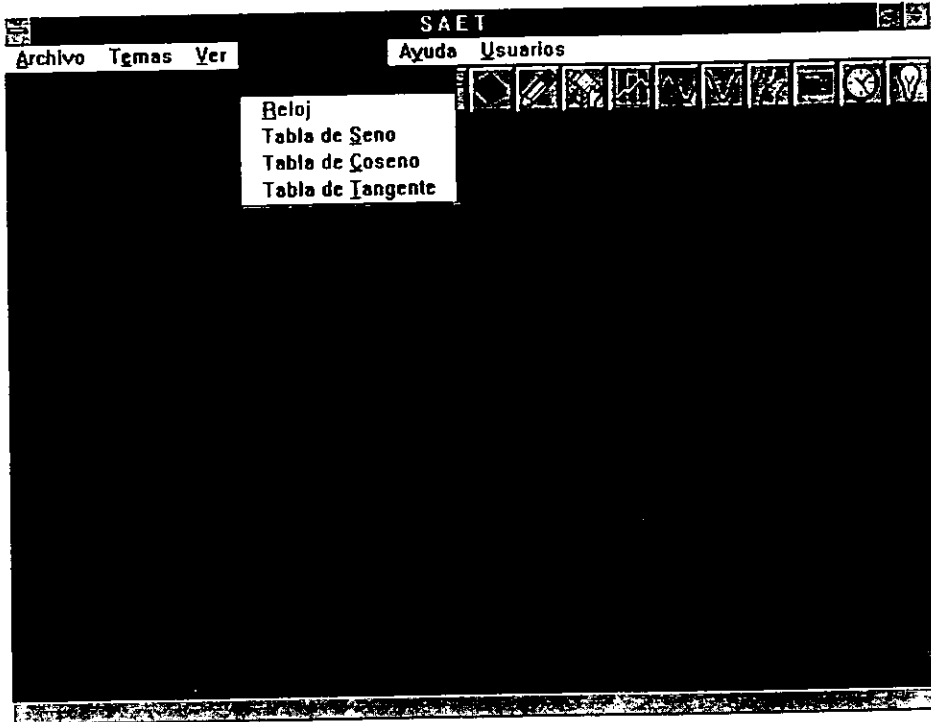 SAET
Archivo Temas Ver Ayuda Usuarios
Reloj
Tabla de Seno
Tabla de Coseno
Tabla de Tangente